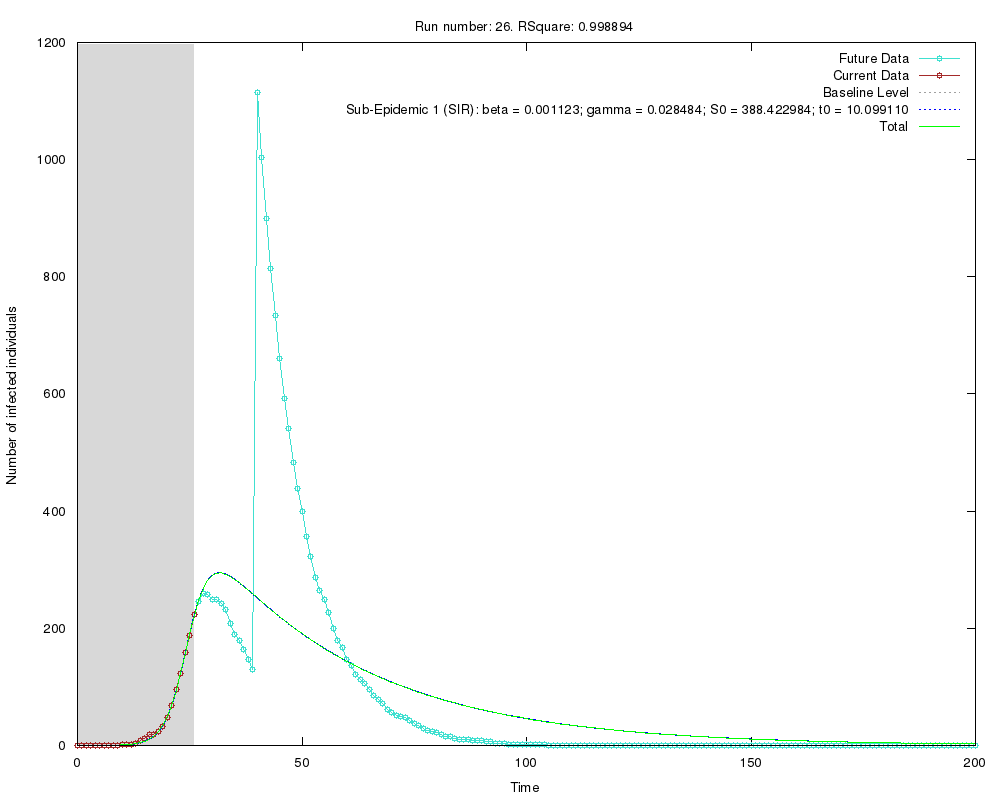 Run number: 26. RSquare: 0.998894
1200
1000
800
600
400
200
0
Number of infected individuals
Future Data
Current Data
Baseline Level
Sub-Epidemic 1 (SIR): beta = 0.001123; gamma = 0.028484; S0 = 388.422984; t0 = 10.099110
Total
0
50
100
150
200
Time